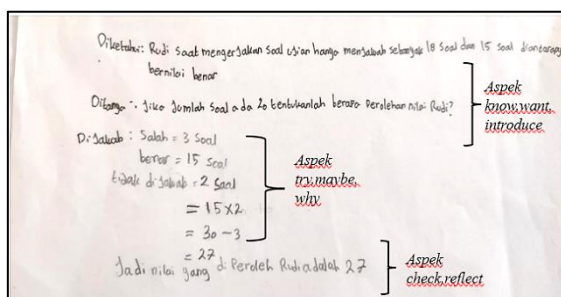 Diketahui: Rudi saat mengerjakan soal ujian hanya menjawab sebanyak 18 soal dan 15 soal diantaranya
bernilai benar
Ditanya: Jika Jumlah soal ada 20 tentukanlah berapa perolehan nilai Rudi?
Aspek
know,want,
introduce
Dijawab: Salah = 3 Soal
benar = 15 soal
tidak dijawab = 2 Soal
= 15 x 2
= 30 - 3
= 27
Aspek
try,maybe,
why
Jadi nilai yang di Peroleh Rudi adalah 27
Aspek
check,reflect